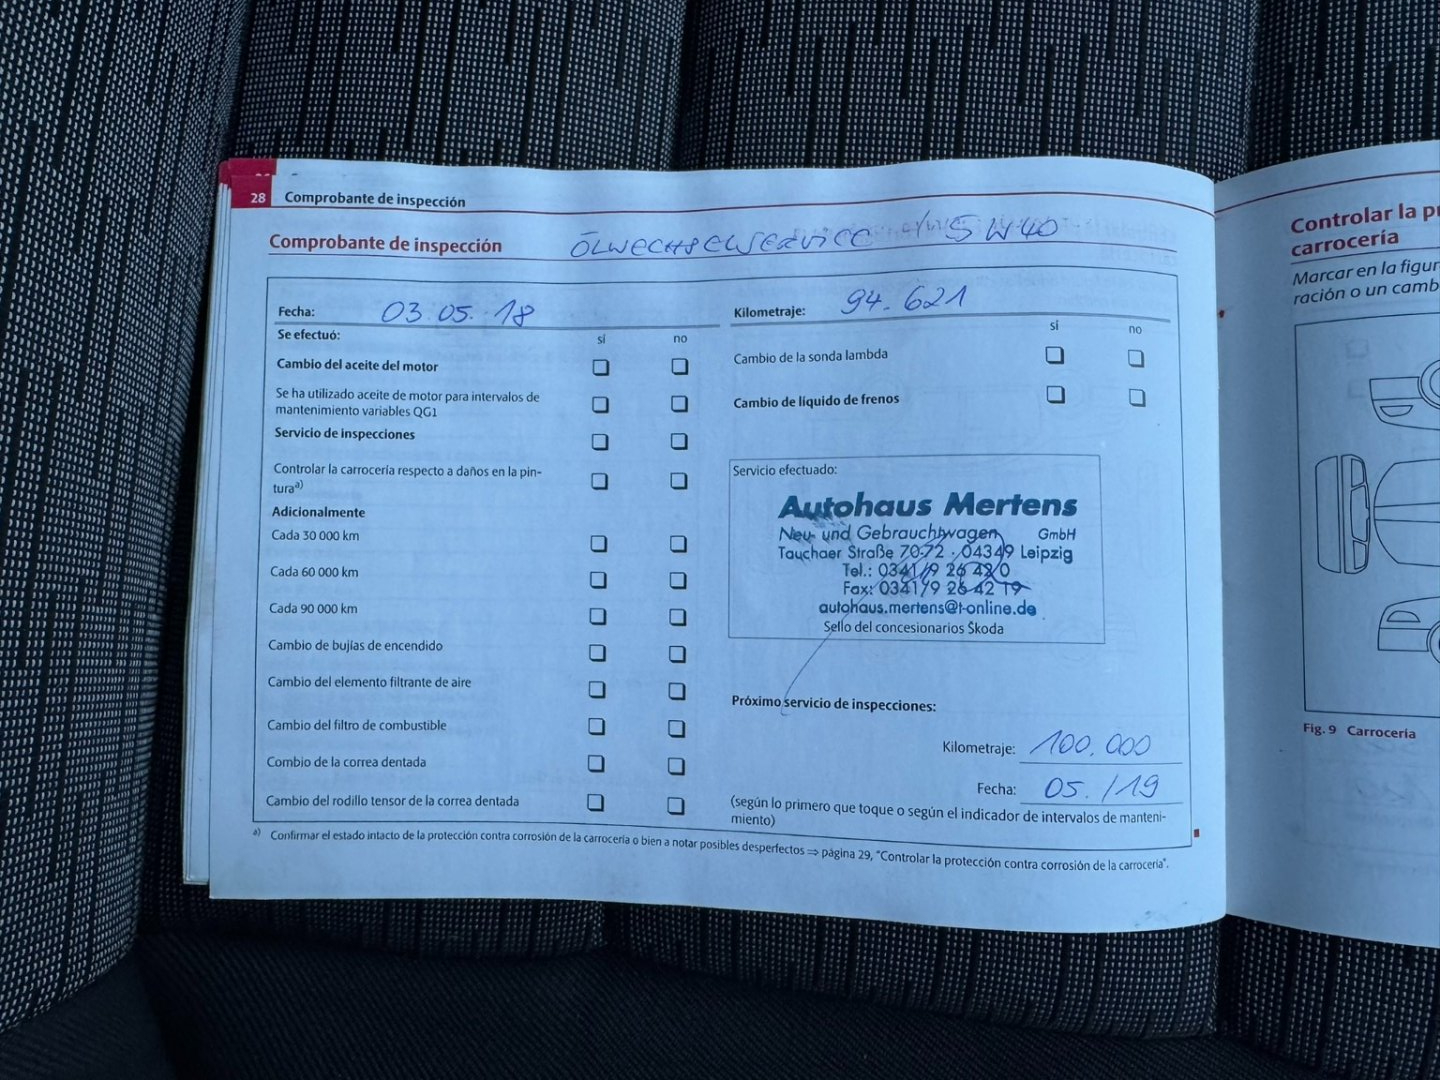 28 Comprobante de inspección
Comprobante de inspección ÖLWECHSELSERVICE 5W40
Fecha: 03.05.18
Kilometraje: 94.621
Se efectuó: sí no
Cambio del aceite del motor
Se ha utilizado aceite de motor para intervalos de
mantenimiento variables QG1
Servicio de inspecciones
Controlar la carrocería respecto a daños en la pin-
tura a)
Adicionalmente
Cada 30 000 km
Cada 60 000 km
Cada 90 000 km
Cambio de bujías de encendido
Cambio del elemento filtrante de aire
Cambio del filtro de combustible
Combio de la correa dentada
Cambio del rodillo tensor de la correa dentada
sí no
Cambio de la sonda lambda
Cambio de líquido de frenos
Servicio efectuado:
Autohaus Mertens
Neu- und Gebrauchtwagen GmbH
Tauchaer Straße 70-72 · 04349 Leipzig
Tel.: 0341/9 26 42 0
Fax: 0341/9 26 42 19
autohaus.mertens@t-online.de
Sello del concesionarios Škoda
Próximo servicio de inspecciones:
Kilometraje: 100.000
Fecha: 05./19
(según lo primero que toque o según el indicador de intervalos de manteni-
miento)
a) Confirmar el estado intacto de la protección contra corrosión de la carrocería o bien a notar posibles desperfectos ⇒ página 29, "Controlar la protección contra corrosión de la carrocería".
Controlar la
carrocería
Marcar en la
ración o un
Fig. 9 Carrocería